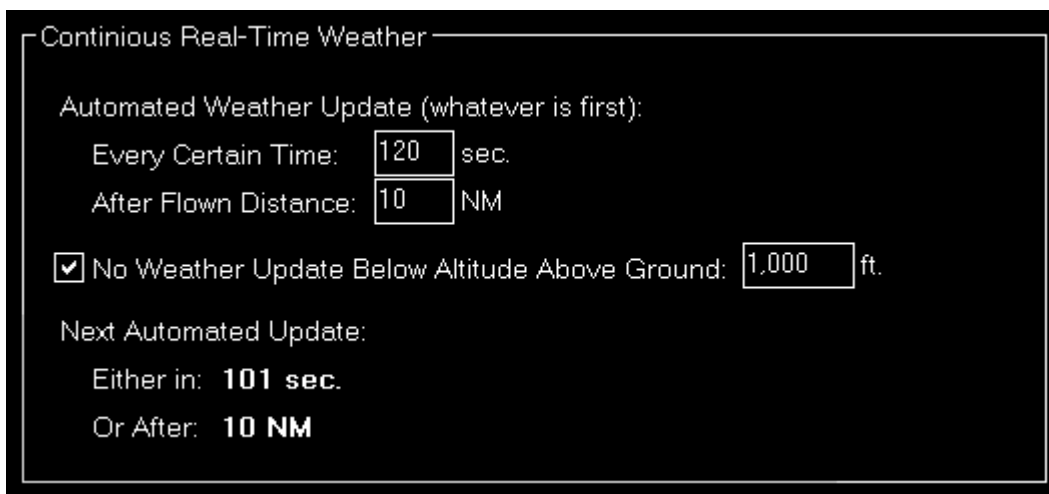 Continious Real-Time Weather
Automated Weather Update (whatever is first):
Every Certain Time: 120 sec.
After Flown Distance: 10 NM
No Weather Update Below Altitude Above Ground: 1,000 ft.
Next Automated Update:
Either in: 101 sec.
Or After: 10 NM